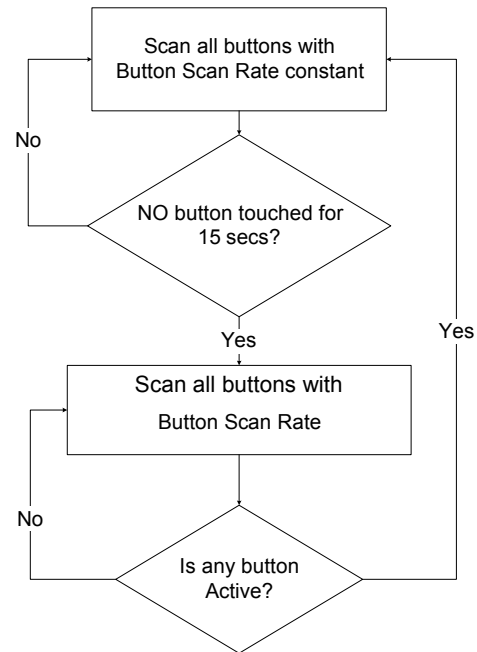 Scan all buttons with
Button Scan Rate constant
No
NO button touched for
15 secs?
Yes
Yes
Scan all buttons with
Button Scan Rate
No
Is any button
Active?